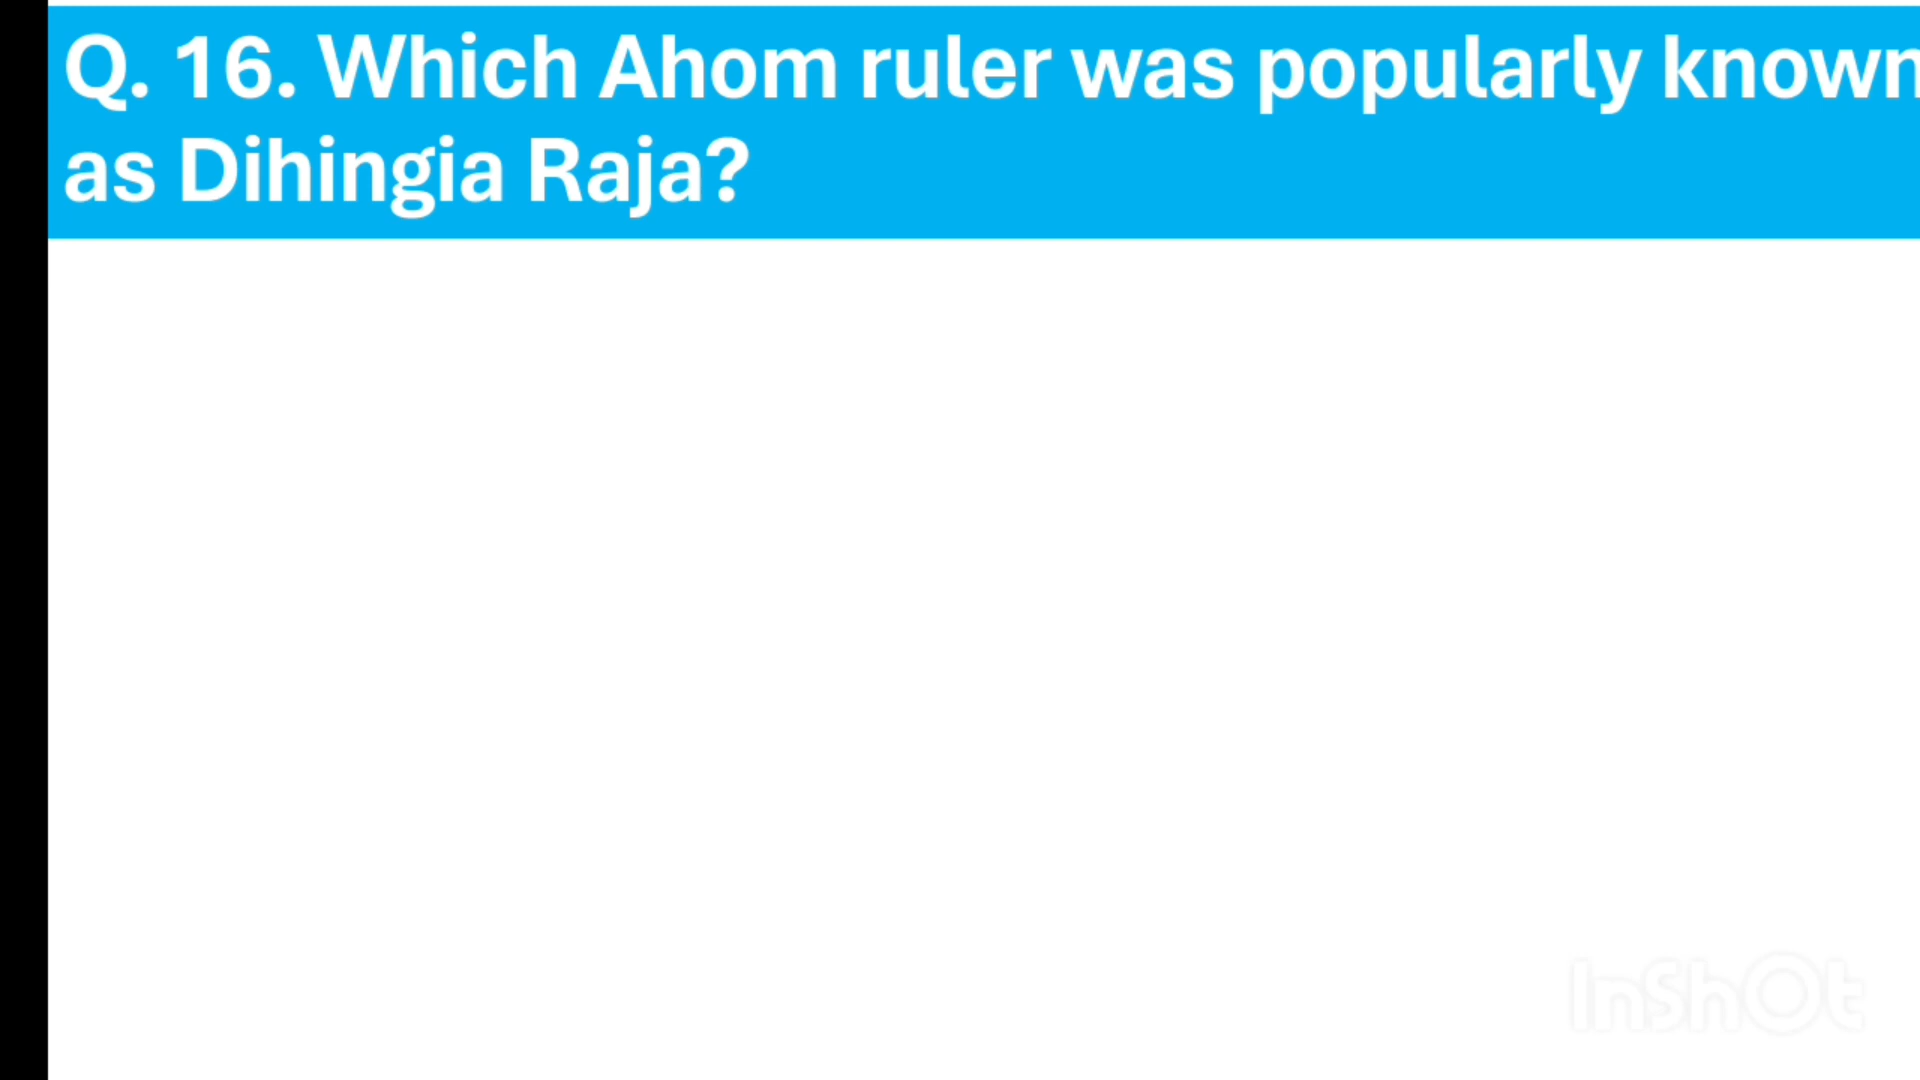 Q. 16. Which Ahom ruler was popularly known
as Dihingia Raja?
InShOt